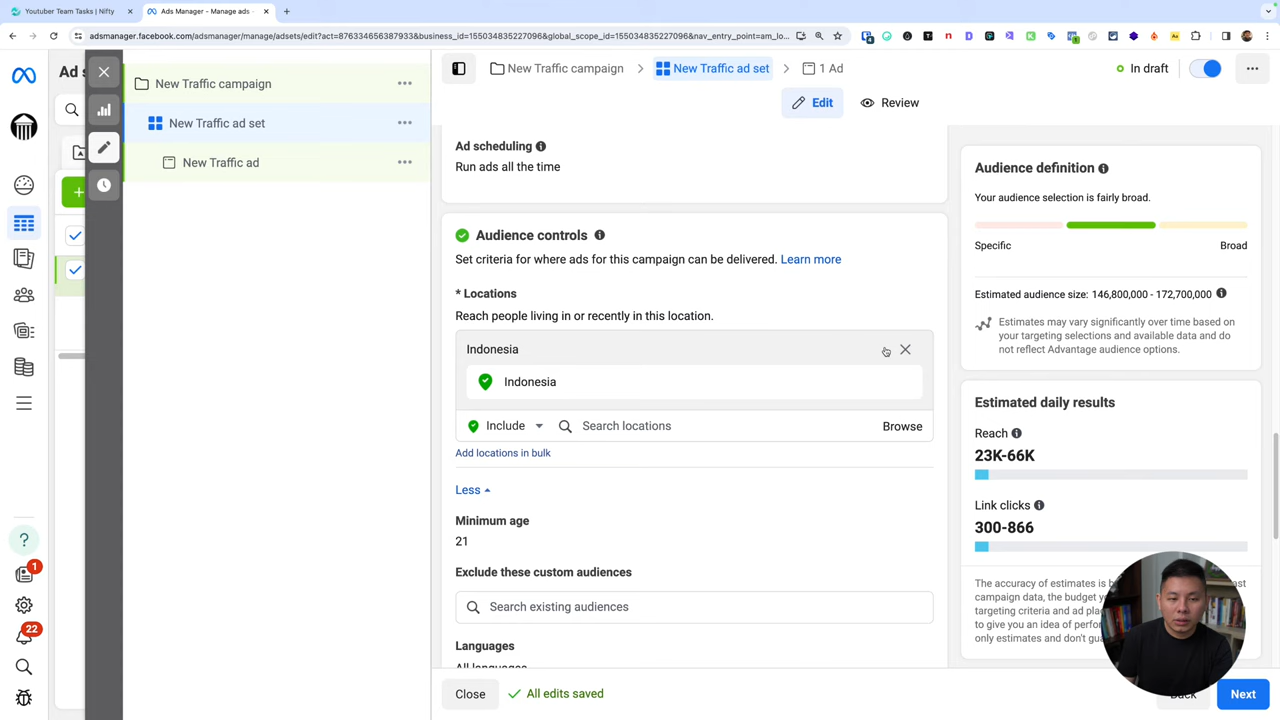 Youtuber Team Tasks | Nifty
Ads Manager - Manage ads -
adsmanager.facebook.com/adsmanager/manage/adsets/edit?act=876334656387933&business_id=155034835227096&global_scope_id=155034835227096&nav_entry_point=am_lo...
Ad s
New Traffic campaign
New Traffic ad set
New Traffic ad
New Traffic campaign
New Traffic ad set
1 Ad
In draft
Edit
Review
Ad scheduling
Run ads all the time
Audience controls
Set criteria for where ads for this campaign can be delivered. Learn more
* Locations
Reach people living in or recently in this location.
Indonesia
Indonesia
Include
Search locations
Browse
Add locations in bulk
Less
Minimum age
21
Exclude these custom audiences
Search existing audiences
Languages
All languages
Close
All edits saved
Back
Next
Audience definition
Your audience selection is fairly broad.
Specific
Broad
Estimated audience size: 146,800,000 - 172,700,000
Estimates may vary significantly over time based on
your targeting selections and available data and do
not reflect Advantage audience options.
Estimated daily results
Reach
23K-66K
Link clicks
300-866
The accuracy of estimates is
campaign data, the budget
targeting criteria and ad
to give you an idea of
only estimates and don't
1
22